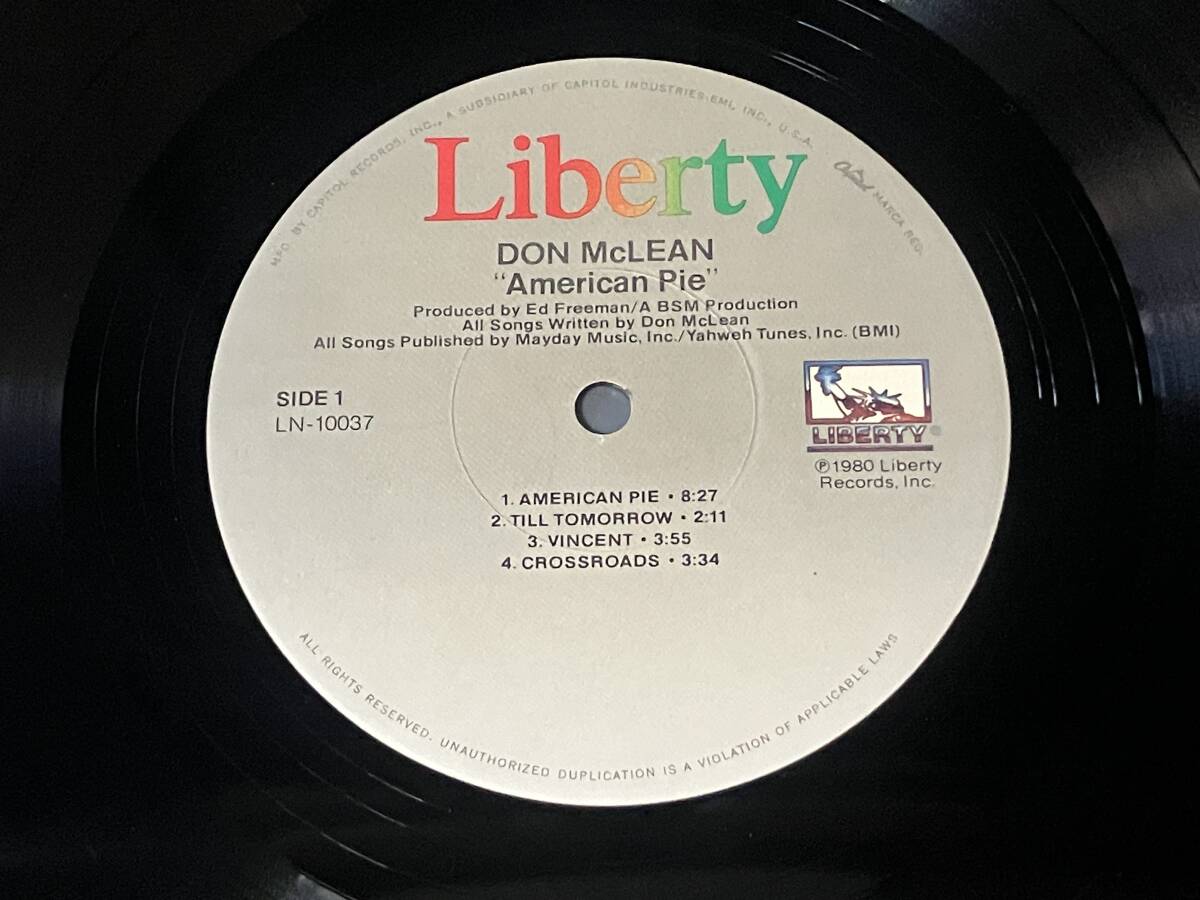 MFD. BY CAPITOL RECORDS, INC., A SUBSIDIARY OF CAPITOL INDUSTRIES-EMI, INC., U.S.A.
Capitol MARCA REG.
Liberty
DON McLEAN
"American Pie"
Produced by Ed Freeman/A BSM Production
All Songs Written by Don McLean
All Songs Published by Mayday Music, Inc./Yahweh Tunes, Inc. (BMI)
SIDE 1
LN-10037
LIBERTY®
℗1980 Liberty
Records, Inc.
1. AMERICAN PIE • 8:27
2. TILL TOMORROW • 2:11
3. VINCENT • 3:55
4. CROSSROADS • 3:34
ALL RIGHTS RESERVED. UNAUTHORIZED DUPLICATION IS A VIOLATION OF APPLICABLE LAWS